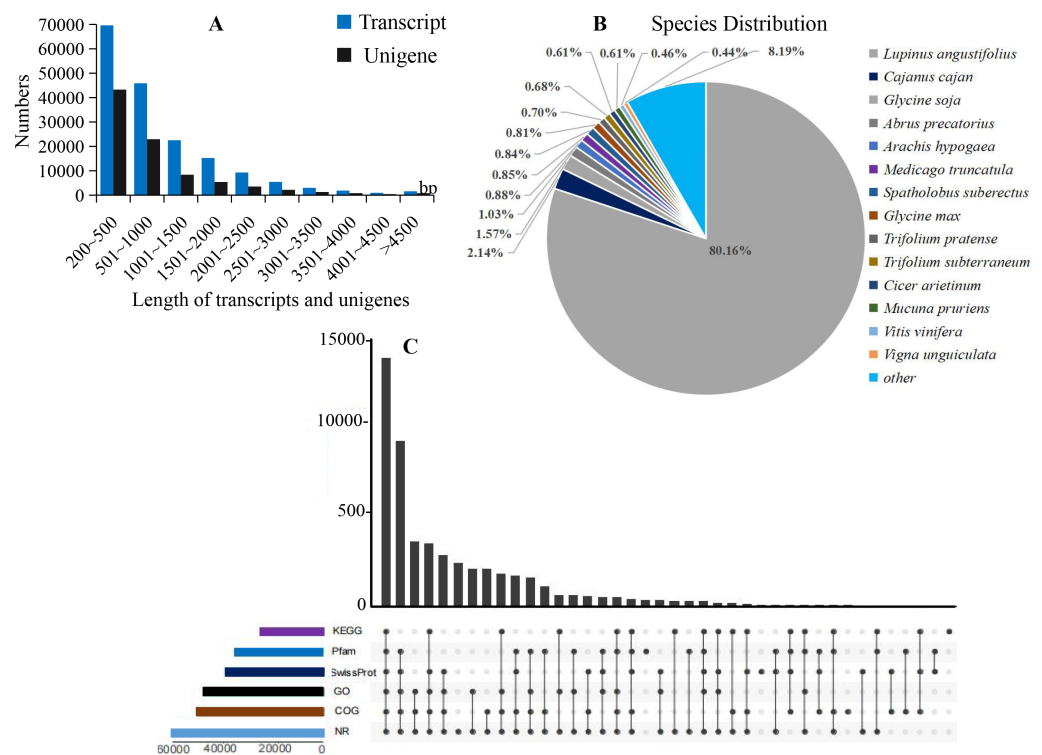 A
Transcript
Unigene
Numbers
70000
60000
50000
40000
30000
20000
10000
0
bp
200~500
501~1000
1001~1500
1501~2000
2001~2500
2501~3000
3001~3500
3501~4000
4001~4500
>4500
Length of transcripts and unigenes
B
Species Distribution
0.61%
0.61%
0.46%
0.44%
8.19%
0.68%
0.70%
0.81%
0.84%
0.85%
0.88%
1.03%
1.57%
2.14%
80.16%
Lupinus angustifolius
Cajanus cajan
Glycine soja
Abrus precatorius
Arachis hypogaea
Medicago truncatula
Spatholobus suberectus
Glycine max
Trifolium pratense
Trifolium subterraneum
Cicer arietinum
Mucuna pruriens
Vitis vinifera
Vigna unguiculata
other
C
15000
10000
500
0
KEGG
Pfam
SwissProt
GO
COG
NR
60000 40000 20000 0